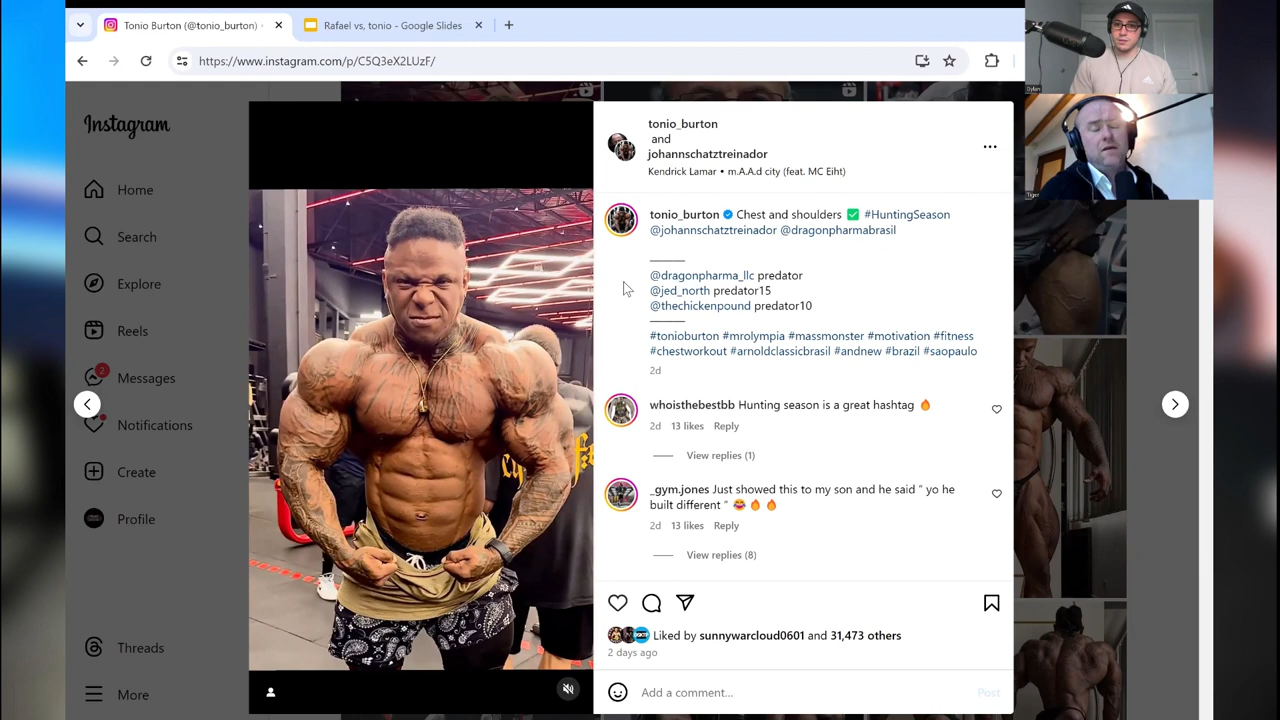 Tonio Burton (@tonio_burton) •
Rafael vs, tonio - Google Slides
https://www.instagram.com/p/C5Q3eX2LUzF/
Dylan
Tiger
Instagram
Home
Search
Explore
Reels
2
Messages
Notifications
Create
Profile
Threads
More
tonio_burton
and
johannschatztreinador
Kendrick Lamar • m.A.A.d city (feat. MC Eiht)
tonio_burton Chest and shoulders ✅ #HuntingSeason
@johannschatztreinador @dragonpharmabrasil
@dragonpharma_llc predator
@jed_north predator15
@thechickenpound predator10
#tonioburton #mrolympia #massmonster #motivation #fitness
#chestworkout #arnoldclassicbrasil #andnew #brazil #saopaulo
2d
whoisthebestbb Hunting season is a great hashtag 🔥
2d 13 likes Reply
View replies (1)
_gym.jones Just showed this to my son and he said “ yo he
built different “ 😂 🔥 🔥
2d 13 likes Reply
View replies (8)
Liked by sunnywarcloud0601 and 31,473 others
2 days ago
Add a comment...
Post